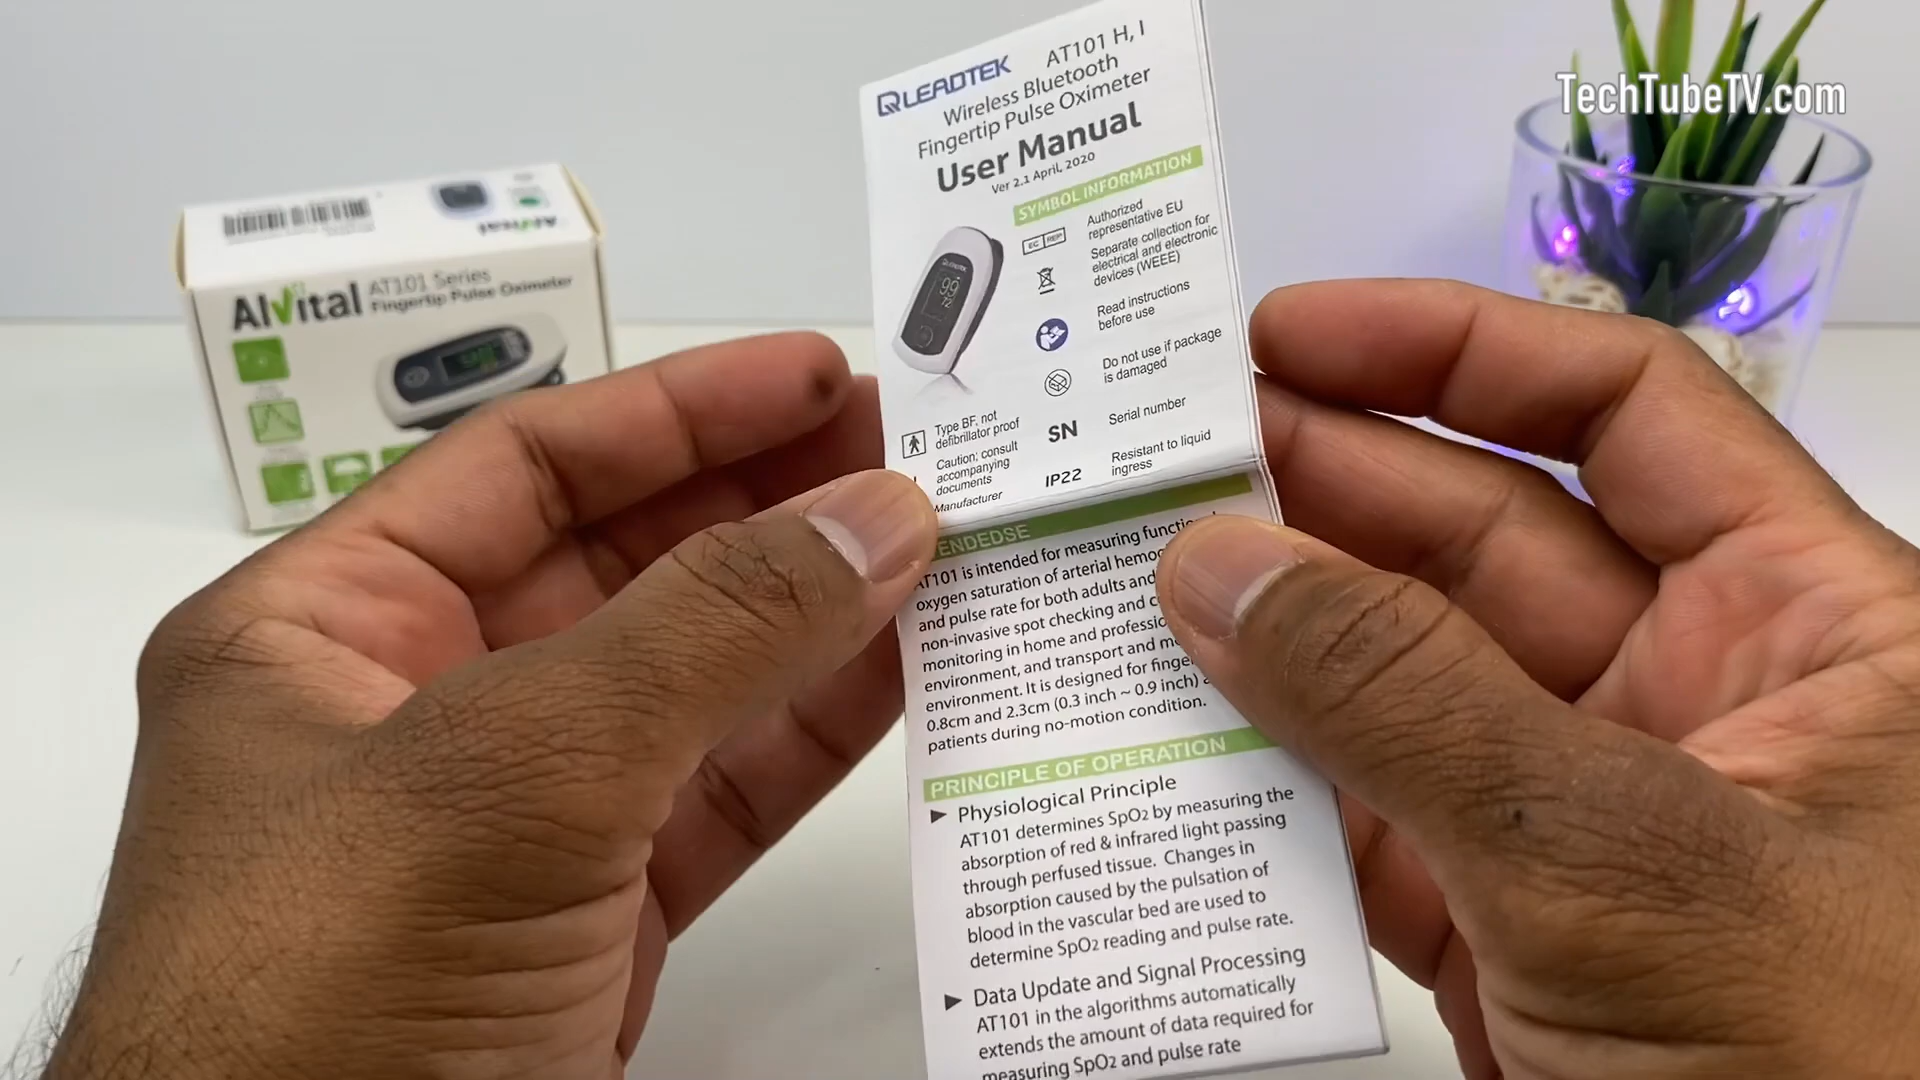 TechTubeTV.com
LEADTEK
AT101 H, I
Wireless Bluetooth
Fingertip Pulse Oximeter
User Manual
Ver 2.1 April, 2020
SYMBOL INFORMATION
EC REP
Authorized
representative EU
Separate collection for
electrical and electronic
devices (WEEE)
Read instructions
before use
Do not use if package
is damaged
SN
Serial number
IP22
Resistant to liquid
ingress
99
72
Type BF, not
defibrillator proof
Caution: consult
accompanying
documents
Manufacturer
ENDEDSE
AT101 is intended for measuring
oxygen saturation of arterial
and pulse rate for both adults and
non-invasive spot checking and
monitoring in home and
environment, and transport and
environment. It is designed for
0.8cm and 2.3cm (0.3 inch ~ 0.9 inch)
patients during no-motion condition.
PRINCIPLE OF OPERATION
Physiological Principle
AT101 determines SpO2 by measuring the
absorption of red & infrared light passing
through perfused tissue. Changes in
absorption caused by the pulsation of
blood in the vascular bed are used to
determine SpO2 reading and pulse rate.
Data Update and Signal Processing
AT101 in the algorithms automatically
extends the amount of data required for
measuring SpO2 and pulse rate
AIVital
AIVital AT101 Series
Fingertip Pulse Oximeter